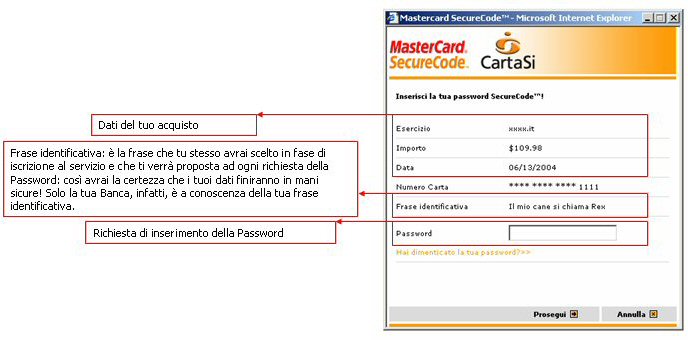 Mastercard SecureCode™ - Microsoft Internet Explorer
MasterCard.
SecureCode.
CartaSi
Inserisci la tua password SecureCode™!
Dati del tuo acquisto
Esercizio xxxx.it
Importo $109.98
Data 06/13/2004
Frase identificativa: è la frase che tu stesso avrai scelto in fase di
iscrizione al servizio e che ti verrà proposta ad ogni richiesta della
Password: così avrai la certezza che i tuoi dati finiranno in mani
sicure! Solo la tua Banca, infatti, è a conoscenza della tua frase
identificativa.
Numero Carta **** **** **** 1111
Frase identificativa Il mio cane si chiama Rex
Richiesta di inserimento della Password
Password
Hai dimenticato la tua password?>>
Prosegui
Annulla